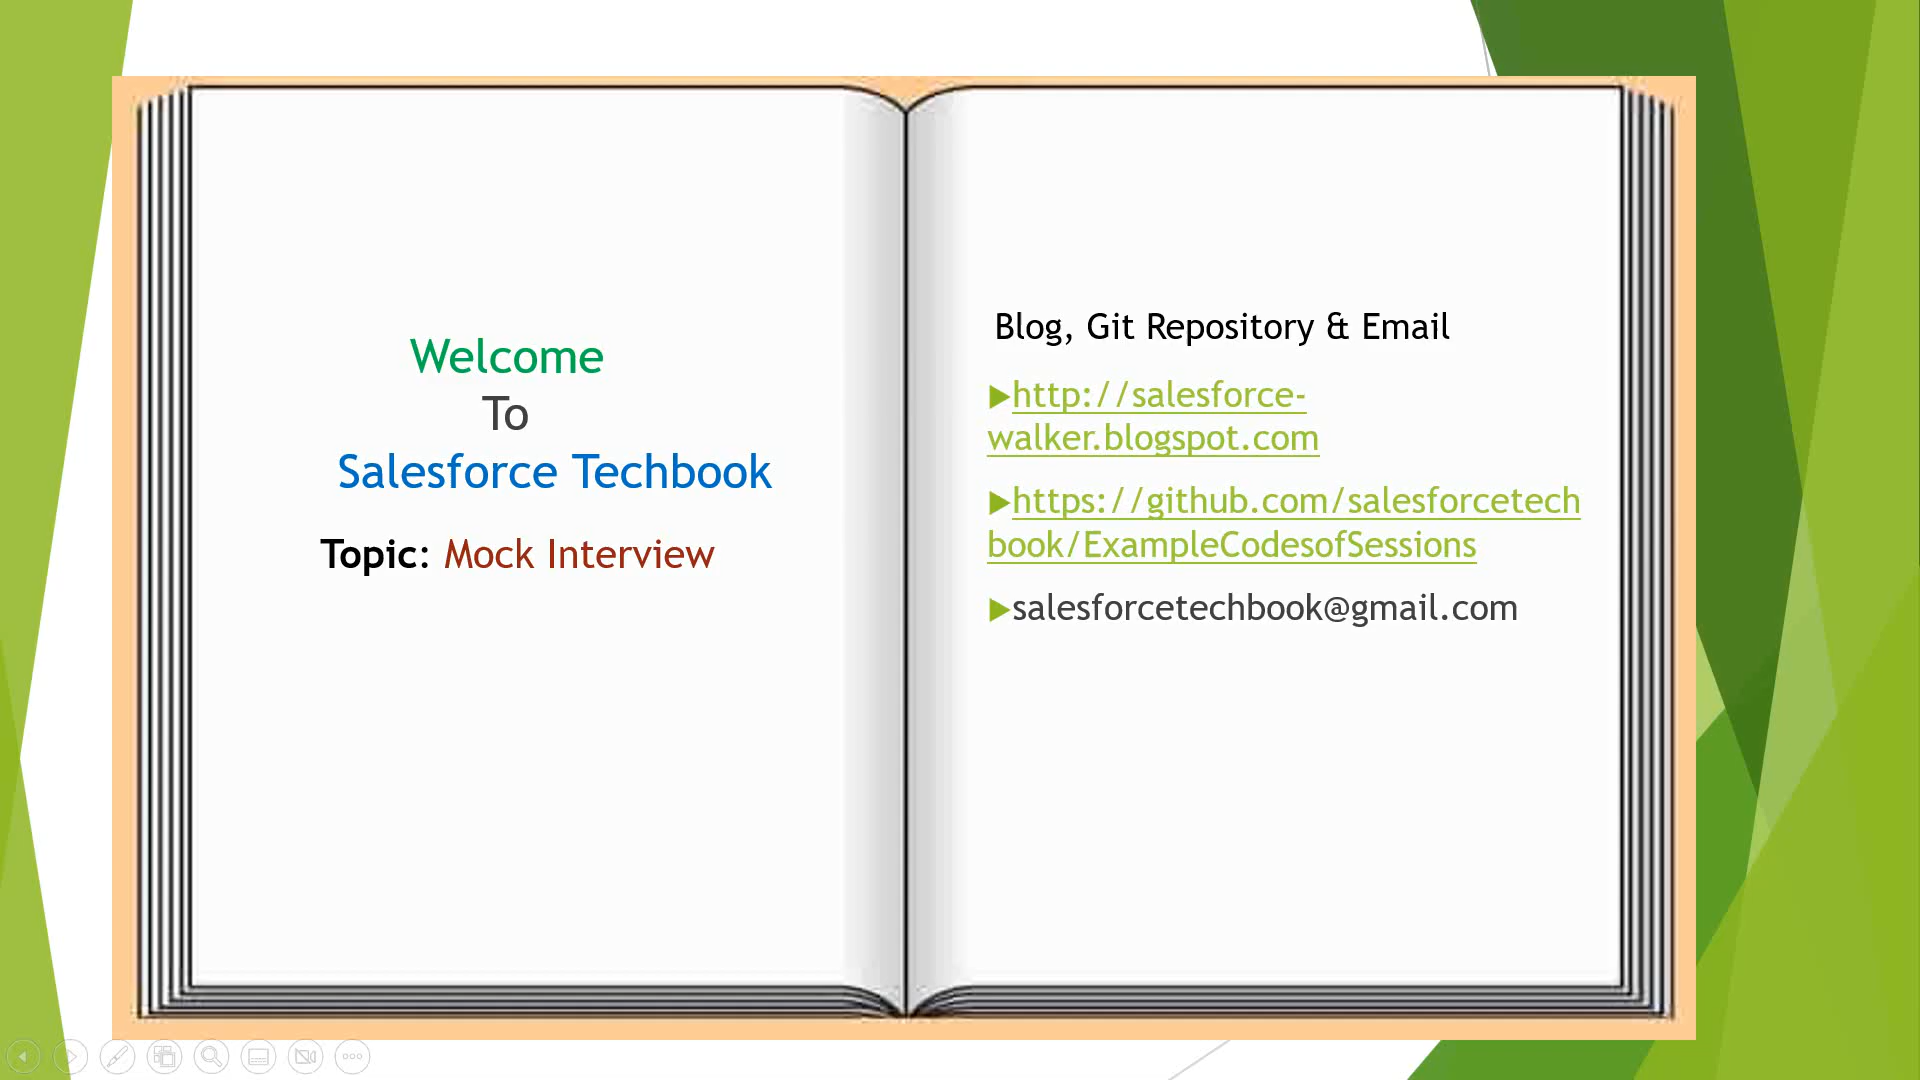 Welcome
To
Salesforce Techbook
Topic: Mock Interview
Blog, Git Repository & Email
http://salesforce-
walker.blogspot.com
https://github.com/salesforcetech
book/ExampleCodesofSessions
salesforcetechbook@gmail.com